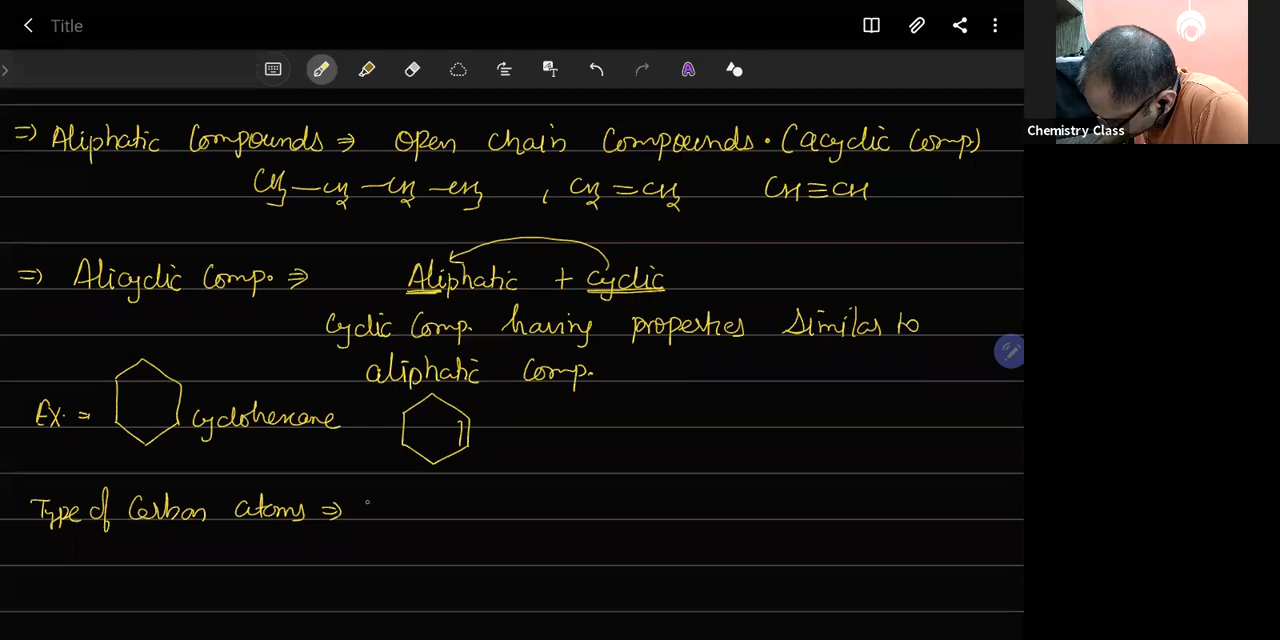 Title
Chemistry Class
⇒ Aliphatic Compounds ⇒ Open Chain Compounds. (acyclic Comp)
CH3—CH2—CH2—CH3 , CH2=CH2 CH≡CH
⇒ Alicyclic Comp. ⇒ Aliphatic + cyclic
Cyclic Comp. having properties Similar to
aliphatic comp.
Ex. = Cyclohexane
Type of Carbon atoms ⇒